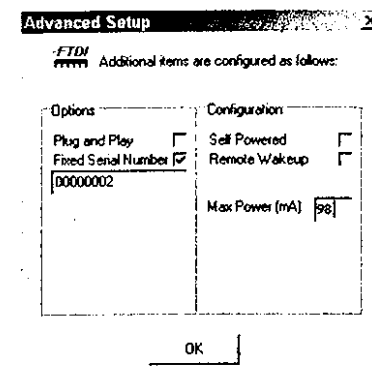 Advanced Setup
FTDI
Additional items are configured as follows:
Options
Plug and Play
Fixed Serial Number
00000002
Configuration
Self Powered
Remote Wakeup
Max Power (mA) 98
OK